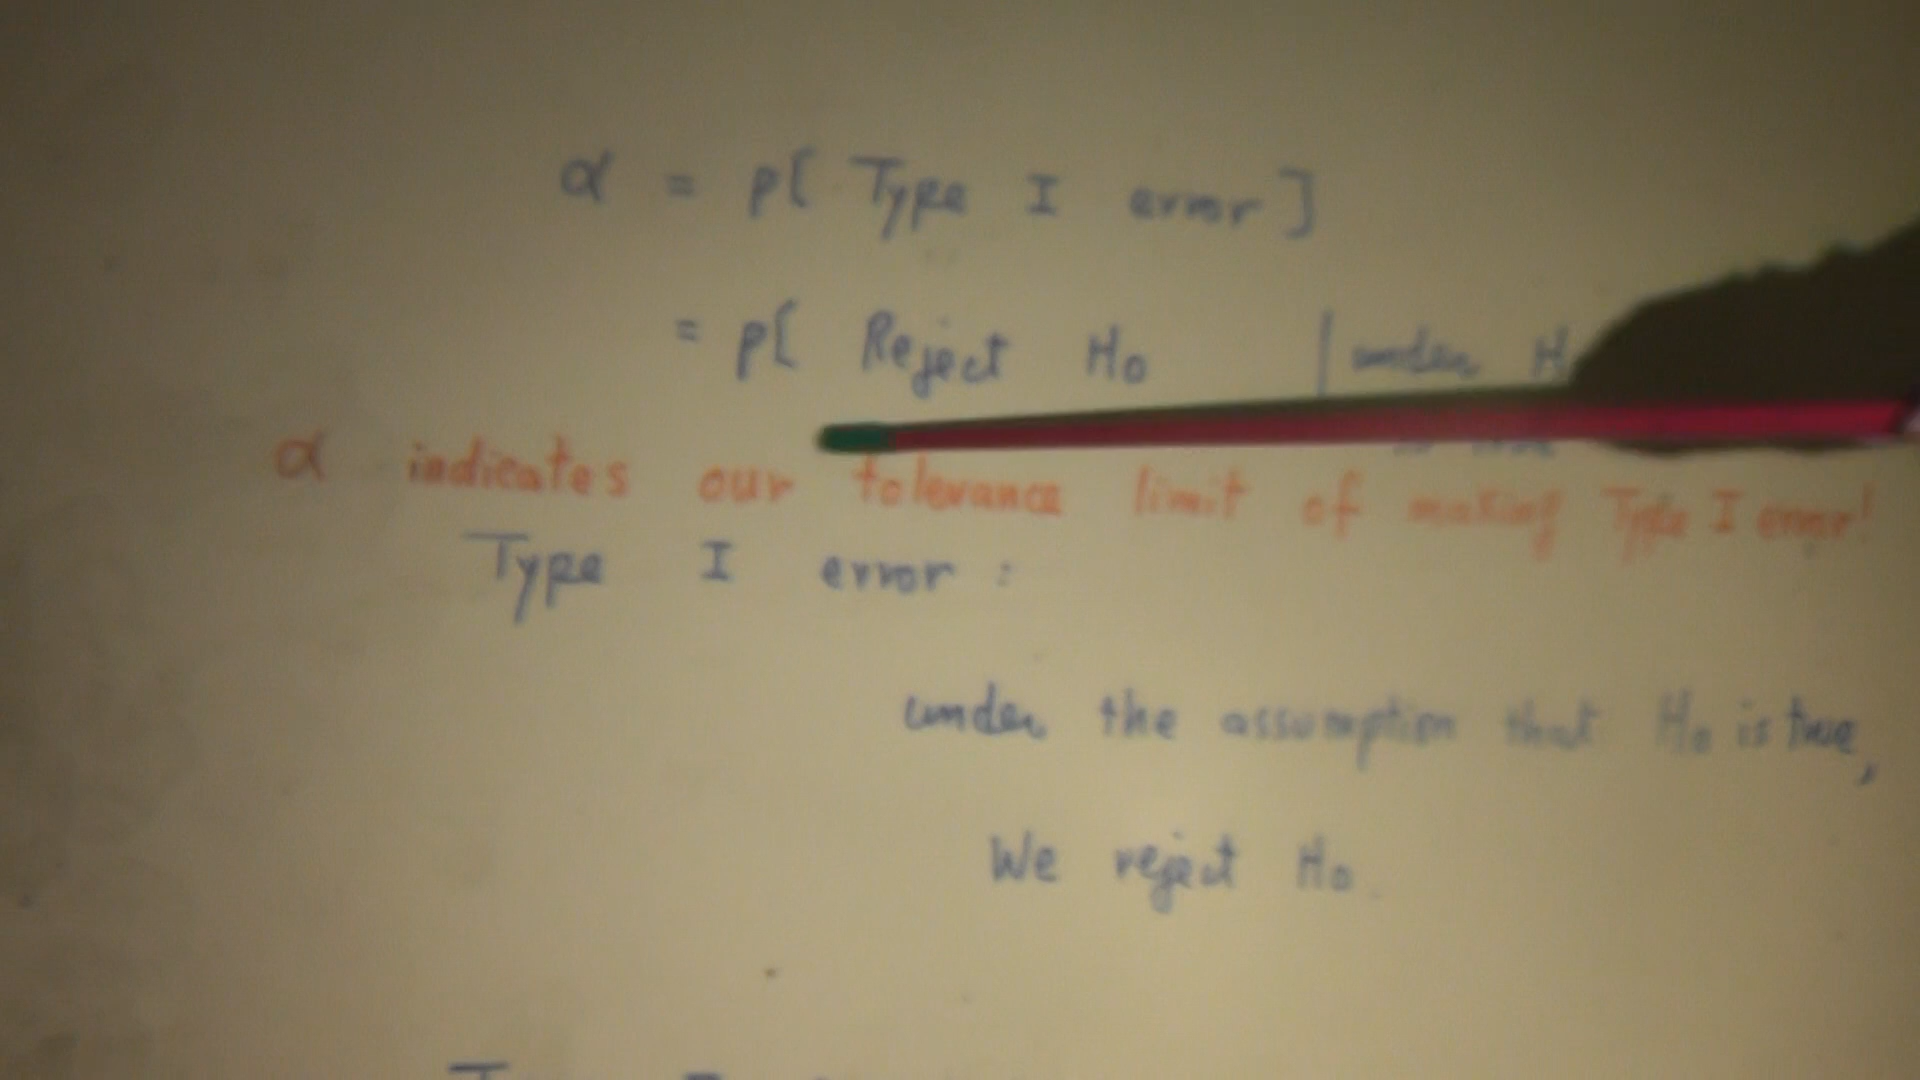 α = p[ Type I error ]
= p[ Reject H₀ | under H
α indicates our tolerance limit of making Type I error!
Type I error :
under the assumption that H₀ is true,
We reject H₀.